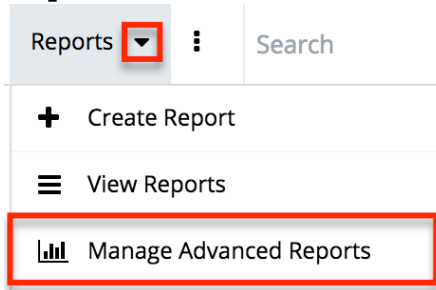 Reports
Search
Create Report
View Reports
Manage Advanced Reports